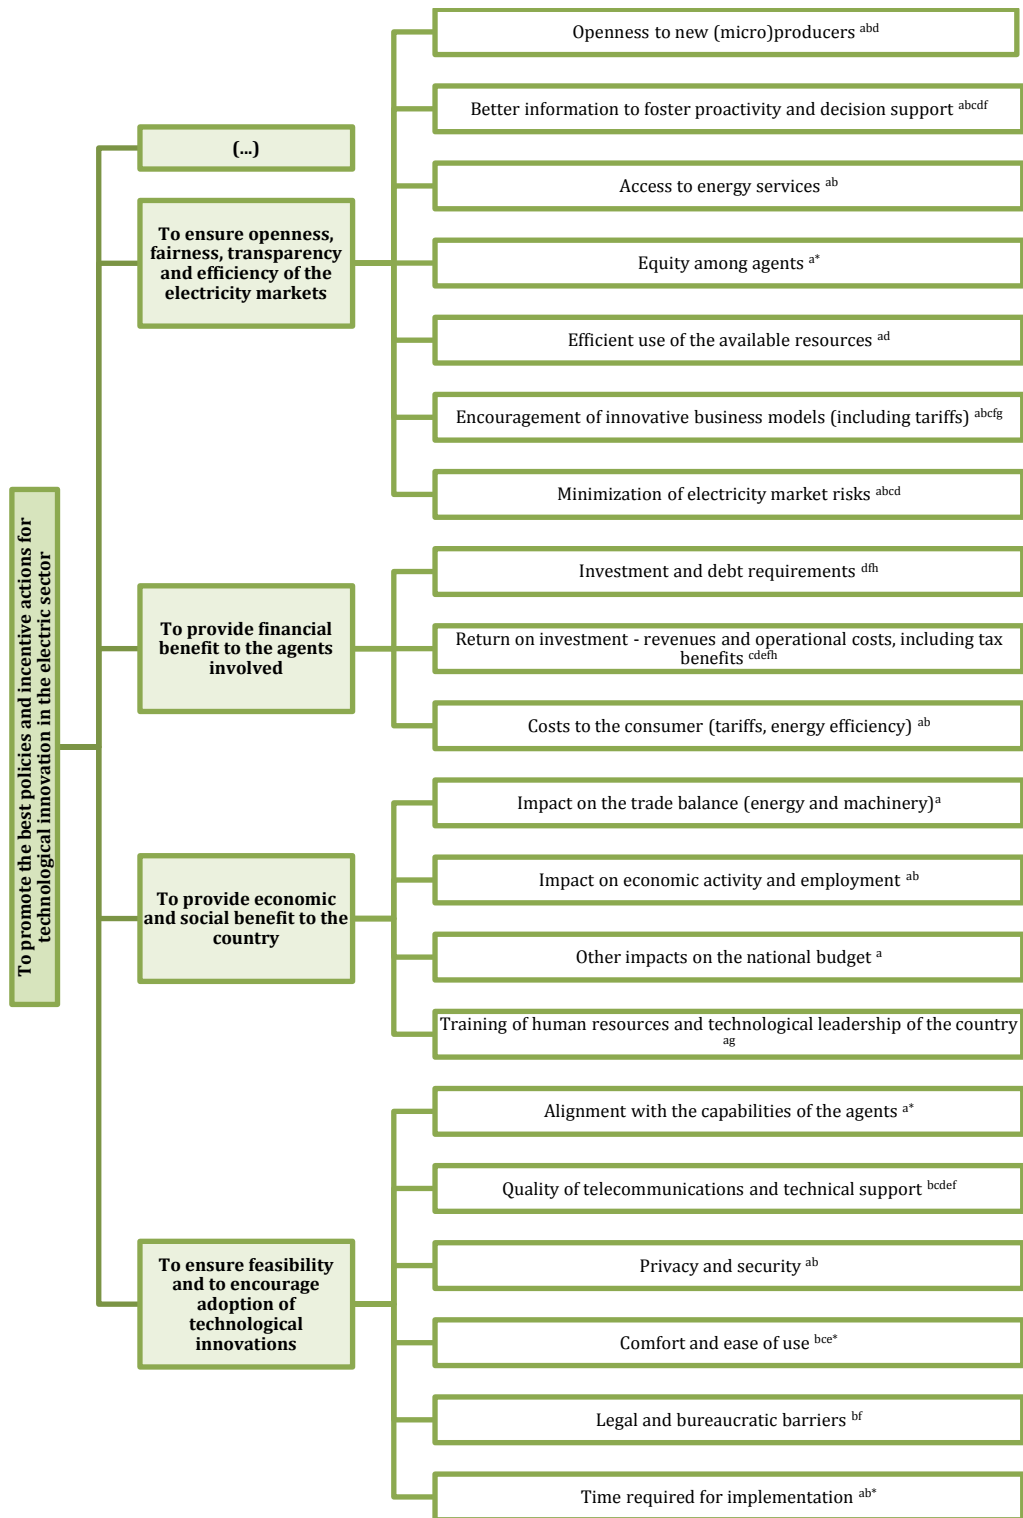 To promote the best policies and incentive actions for
technological innovation in the electric sector
(...)
To ensure openness,
fairness, transparency
and efficiency of the
electricity markets
Openness to new (micro)producers abd
Better information to foster proactivity and decision support abcdf
Access to energy services ab
Equity among agents a*
Efficient use of the available resources ad
Encouragement of innovative business models (including tariffs) abcfg
Minimization of electricity market risks abcd
To provide financial
benefit to the agents
involved
Investment and debt requirements dfh
Return on investment - revenues and operational costs, including tax
benefits cdefh
Costs to the consumer (tariffs, energy efficiency) ab
To provide economic
and social benefit to the
country
Impact on the trade balance (energy and machinery)a
Impact on economic activity and employment ab
Other impacts on the national budget a
Training of human resources and technological leadership of the country
ag
To ensure feasibility
and to encourage
adoption of
technological
innovations
Alignment with the capabilities of the agents a*
Quality of telecommunications and technical support bcdef
Privacy and security ab
Comfort and ease of use bce*
Legal and bureaucratic barriers bf
Time required for implementation ab*